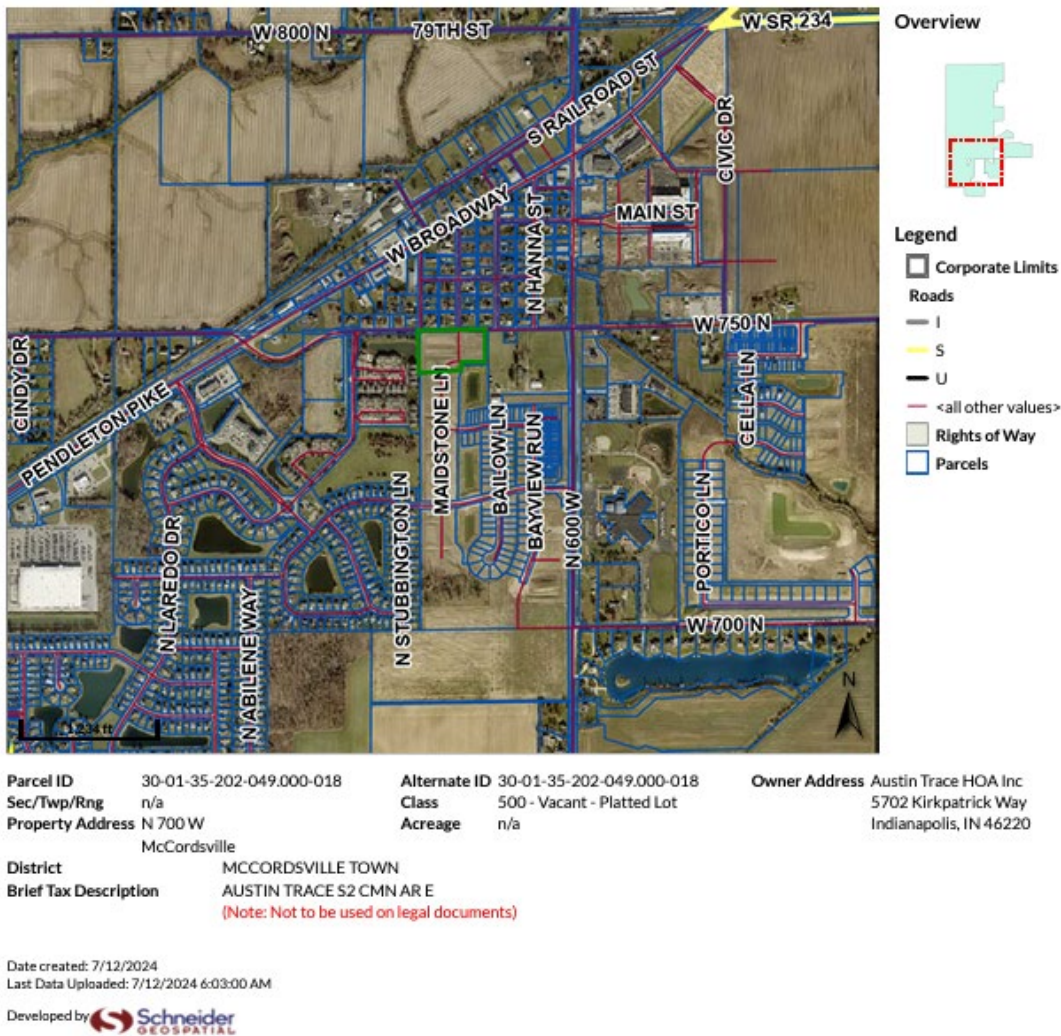 Overview
W 800 N
79TH ST
W SR 234
S RAILROAD ST
CIVIC DR
W BROADWAY
N HANNA ST
MAIN ST
W 750 N
CINDY DR
PENDLETON PIKE
MAIDSTONE LN
BAILOW LN
BAYVIEW RUN
CELLA LN
N STUBBINGTON LN
N 600 W
PORTICO LN
N LAREDO DR
N ABILENE WAY
W 700 N
N
1,234 ft
Legend
Corporate Limits
Roads
I
S
U
<all other values>
Rights of Way
Parcels
Parcel ID 30-01-35-202-049.000-018 Alternate ID 30-01-35-202-049.000-018 Owner Address Austin Trace HOA Inc
Sec/Twp/Rng n/a Class 500 - Vacant - Platted Lot 5702 Kirkpatrick Way
Property Address N 700 W Acreage n/a Indianapolis, IN 46220
McCordsville
District MCCORDSVILLE TOWN
Brief Tax Description AUSTIN TRACE S2 CMN AR E
(Note: Not to be used on legal documents)
Date created: 7/12/2024
Last Data Uploaded: 7/12/2024 6:03:00 AM
Developed by Schneider
GEOSPATIAL